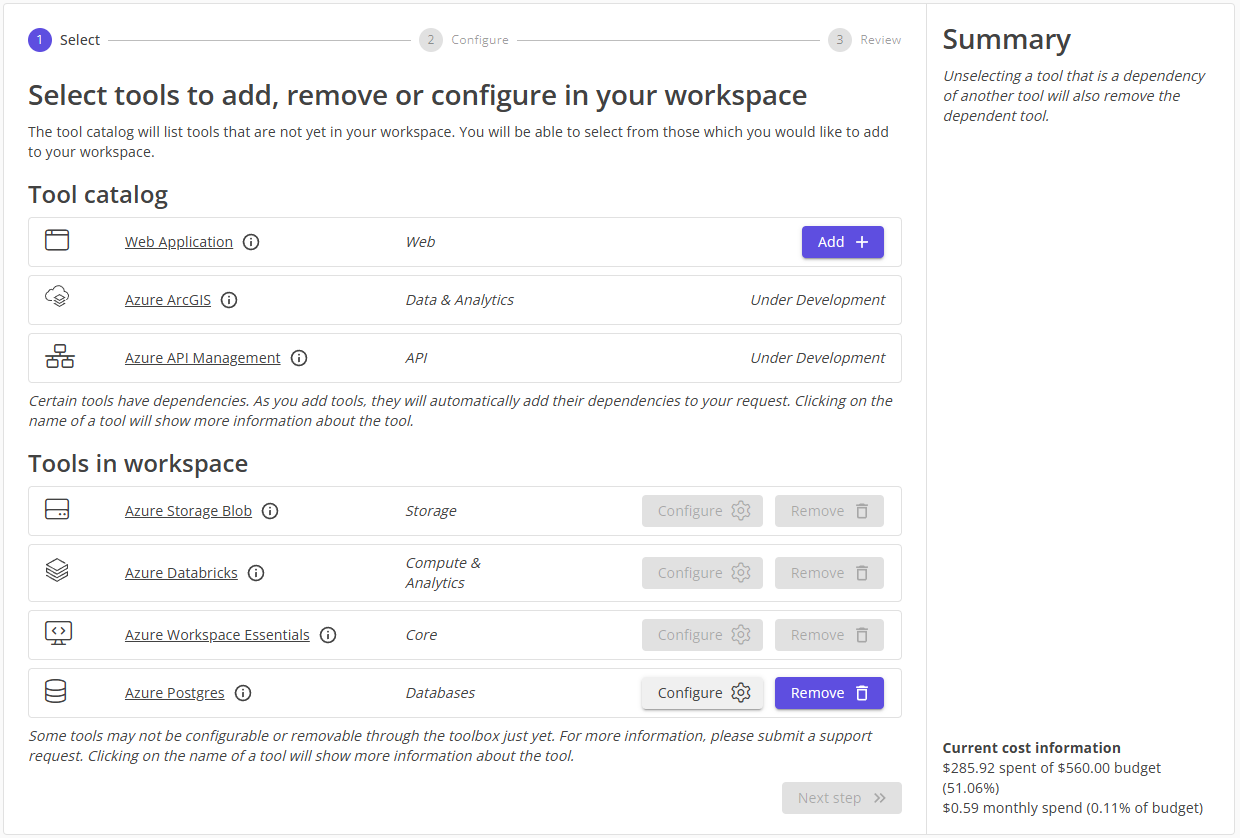 1 Select 2 Configure 3 Review
Select tools to add, remove or configure in your workspace
The tool catalog will list tools that are not yet in your workspace. You will be able to select from those which you would like to add
to your workspace.
Tool catalog
Web Application Web Add +
Azure ArcGIS Data & Analytics Under Development
Azure API Management API Under Development
Certain tools have dependencies. As you add tools, they will automatically add their dependencies to your request. Clicking on the
name of a tool will show more information about the tool.
Tools in workspace
Azure Storage Blob Storage Configure Remove
Azure Databricks Compute &
Analytics Configure Remove
Azure Workspace Essentials Core Configure Remove
Azure Postgres Databases Configure Remove
Some tools may not be configurable or removable through the toolbox just yet. For more information, please submit a support
request. Clicking on the name of a tool will show more information about the tool.
Next step
Summary
Unselecting a tool that is a dependency
of another tool will also remove the
dependent tool.
Current cost information
$285.92 spent of $560.00 budget
(51.06%)
$0.59 monthly spend (0.11% of budget)